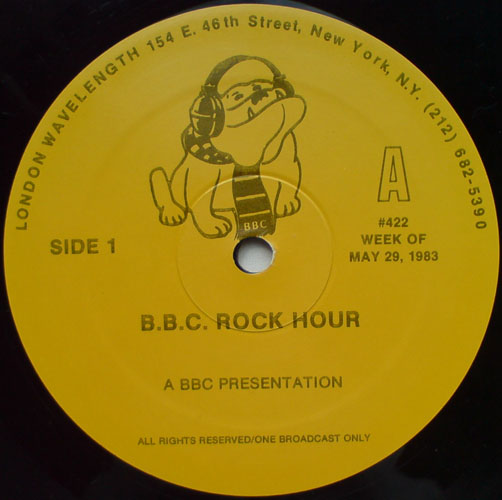 LONDON WAVELENGTH 154 E. 46th Street, New York, N.Y. (212) 682-5390
BBC
A
SIDE 1
#422
WEEK OF
MAY 29, 1983
B.B.C. ROCK HOUR
A BBC PRESENTATION
ALL RIGHTS RESERVED/ONE BROADCAST ONLY